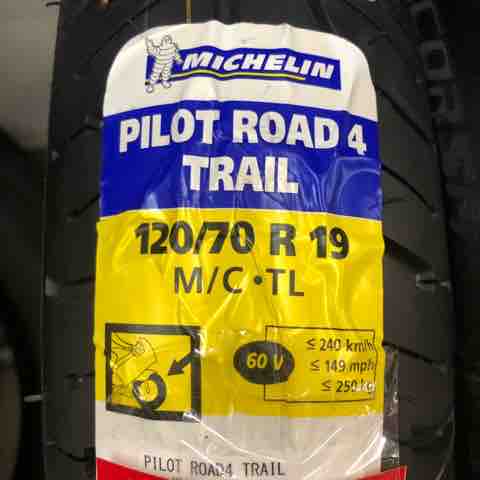 MICHELIN
PILOT ROAD 4
TRAIL
120/70 R 19
M/C • TL
60 V
≤ 240 km/h
≤ 149 mph
≤ 250 kg
PILOT ROAD4 TRAIL